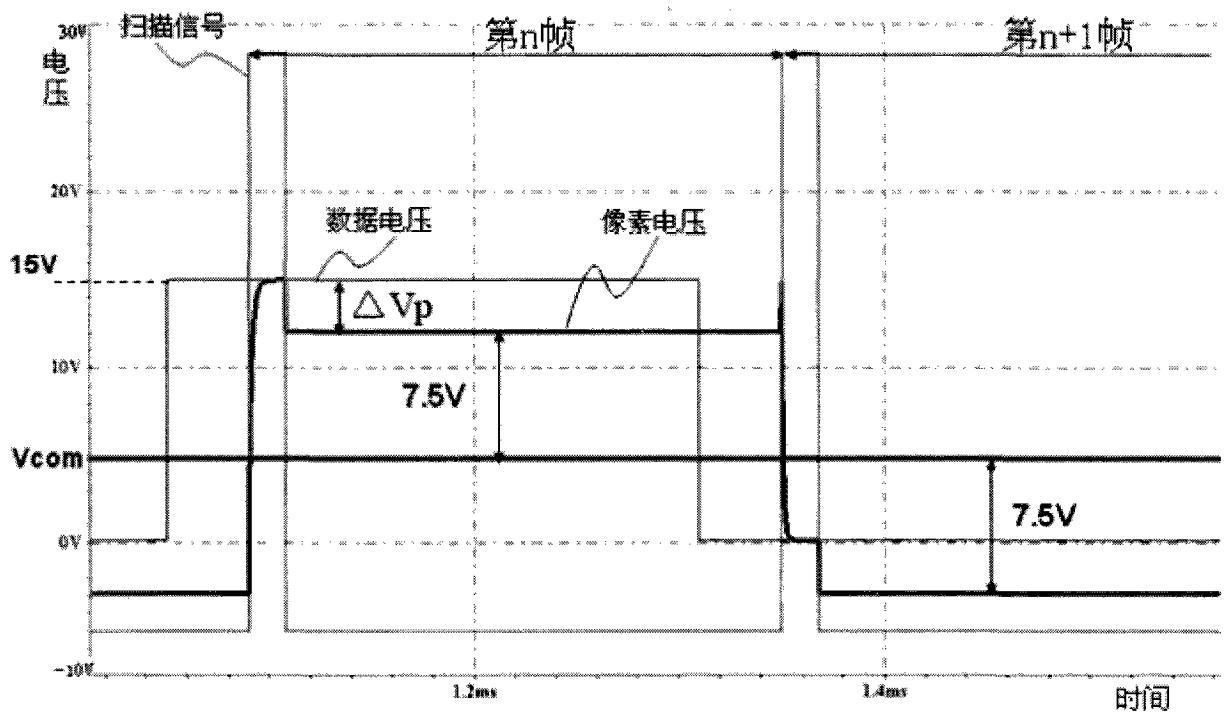 30V
扫描信号
第n帧
第n+1帧
电压
20V
数据电压
像素电压
15V
△Vp
10V
7.5V
Vcom
7.5V
0V
-10V
1.2ms
1.4ms
时间